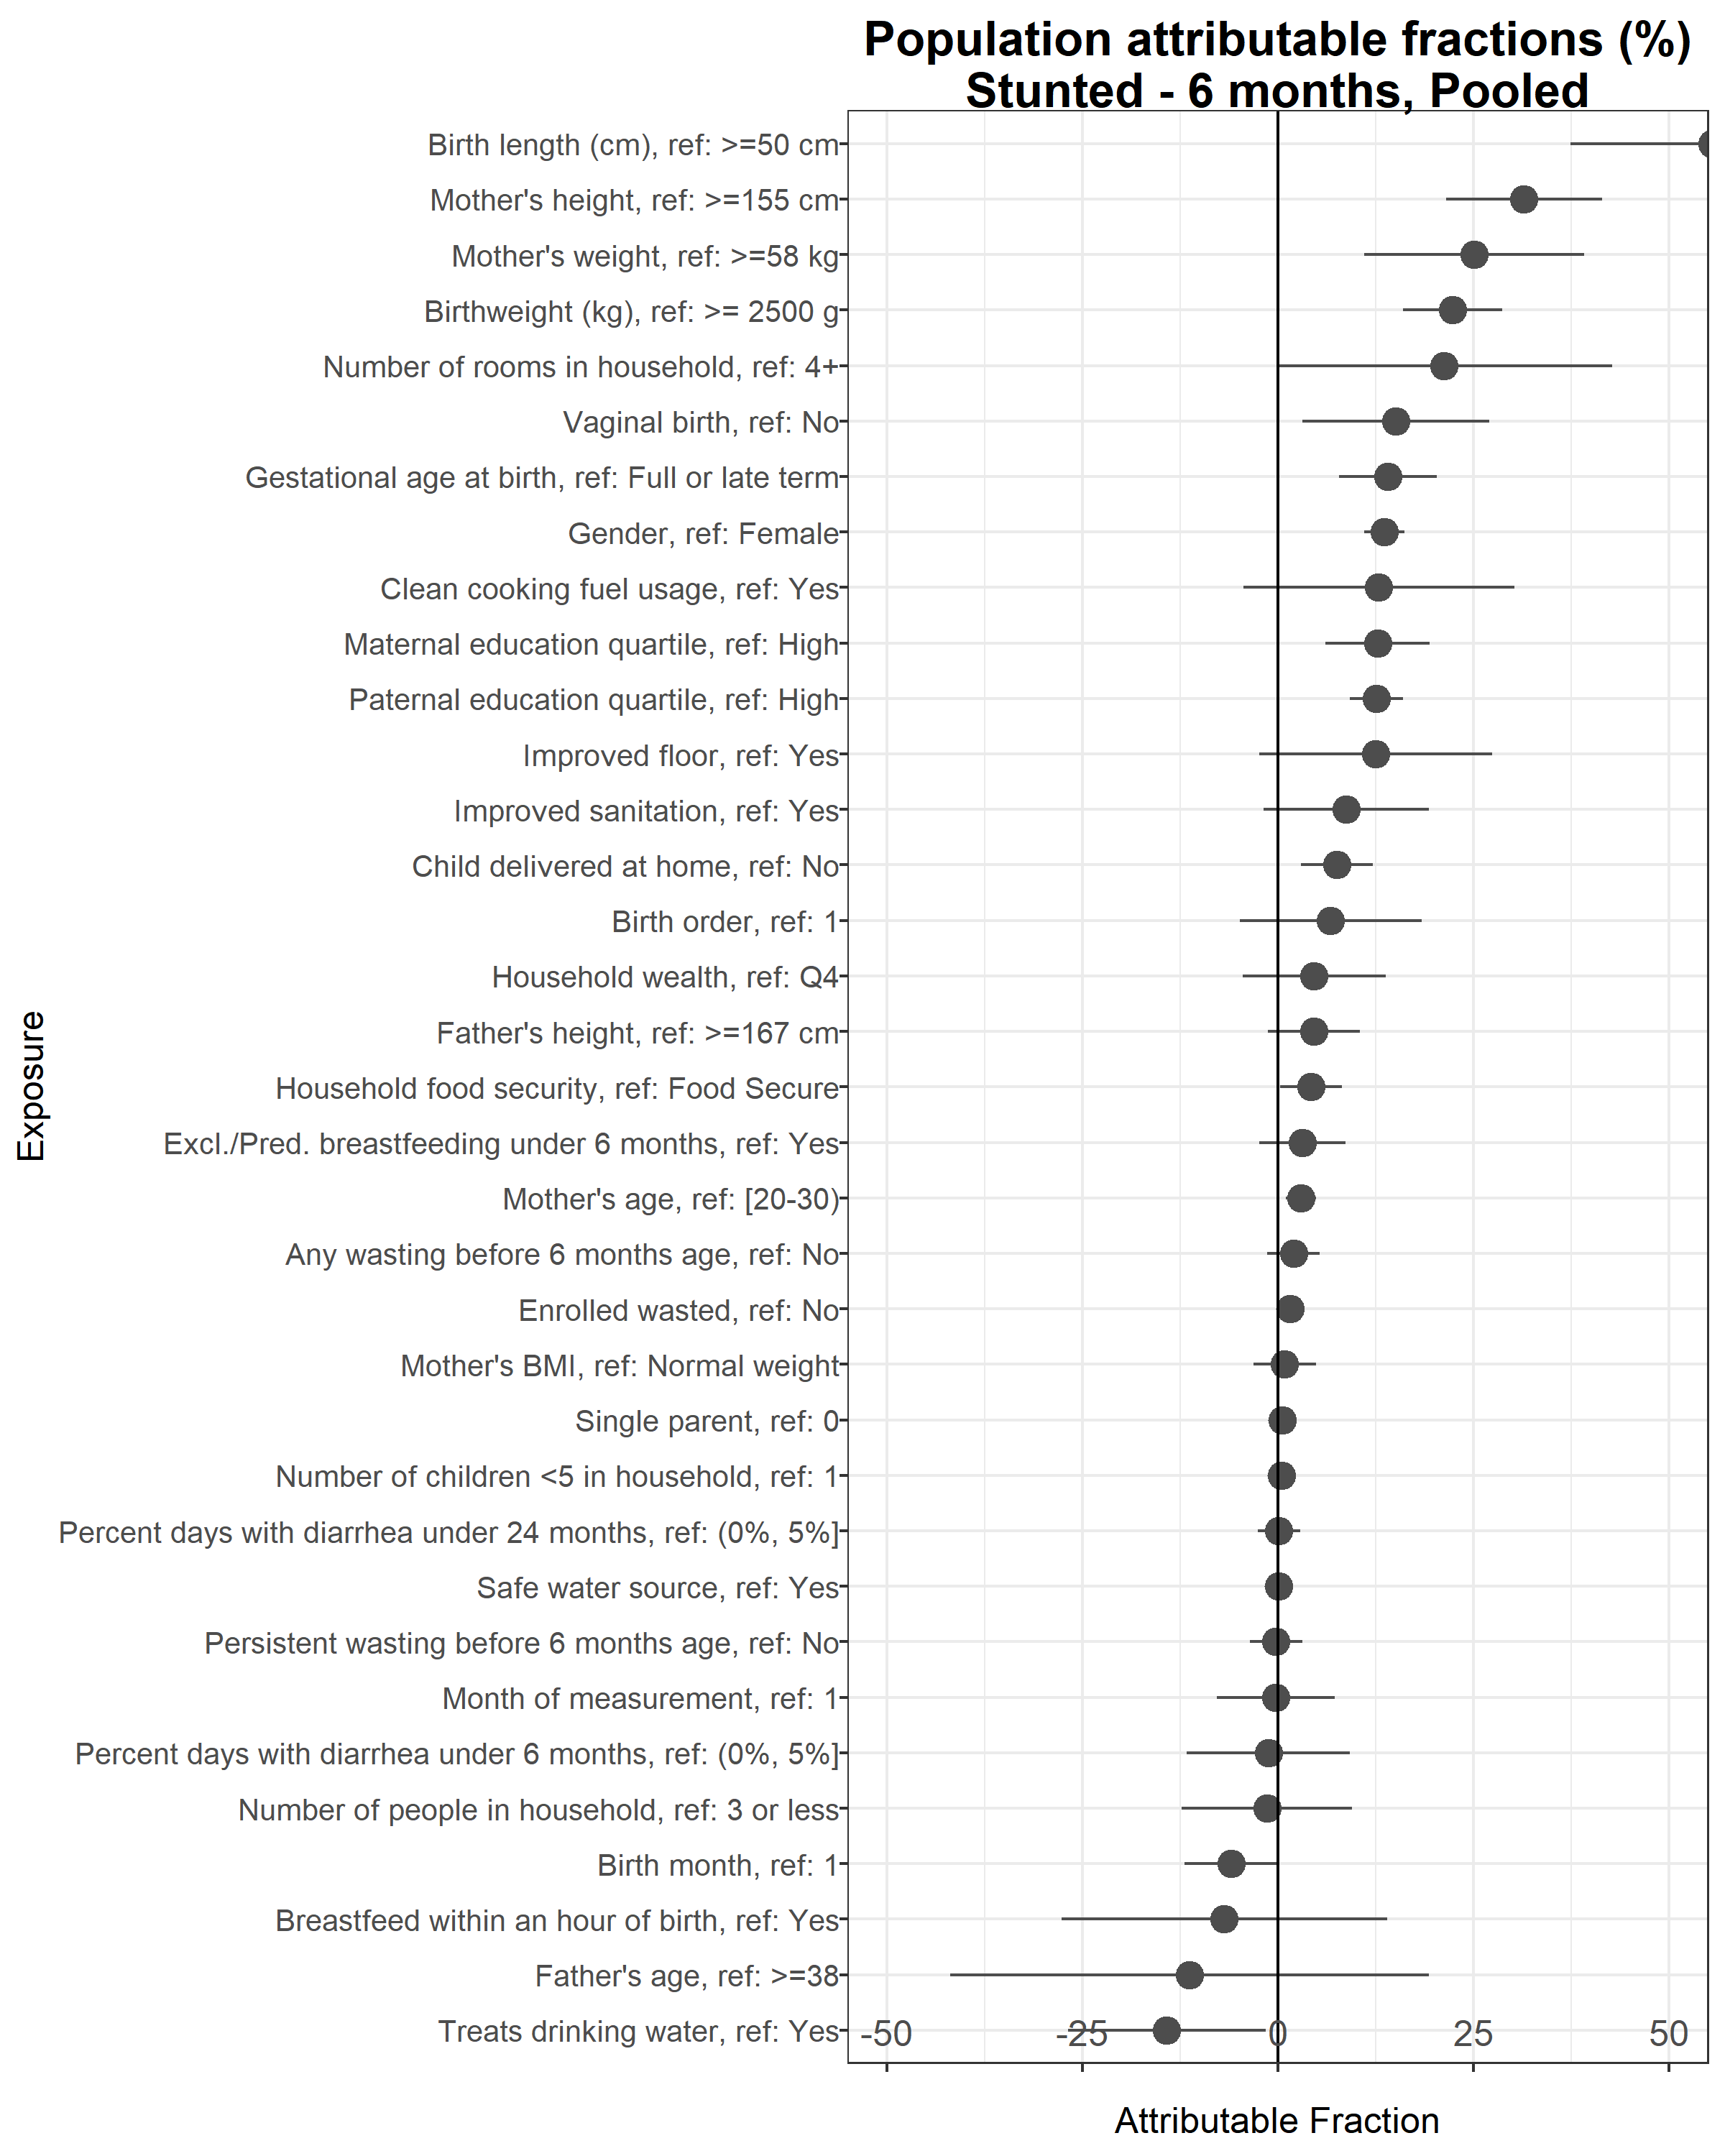 Population attributable fractions (%)
Stunted - 6 months, Pooled
Birth length (cm), ref: >=50 cm
Mother's height, ref: >=155 cm
Mother's weight, ref: >=58 kg
Birthweight (kg), ref: >= 2500 g
Number of rooms in household, ref: 4+
Vaginal birth, ref: No
Gestational age at birth, ref: Full or late term
Gender, ref: Female
Clean cooking fuel usage, ref: Yes
Maternal education quartile, ref: High
Paternal education quartile, ref: High
Improved floor, ref: Yes
Improved sanitation, ref: Yes
Child delivered at home, ref: No
Birth order, ref: 1
Household wealth, ref: Q4
Father's height, ref: >=167 cm
Household food security, ref: Food Secure
Excl./Pred. breastfeeding under 6 months, ref: Yes
Mother's age, ref: [20-30)
Any wasting before 6 months age, ref: No
Enrolled wasted, ref: No
Mother's BMI, ref: Normal weight
Single parent, ref: 0
Number of children <5 in household, ref: 1
Percent days with diarrhea under 24 months, ref: (0%, 5%]
Safe water source, ref: Yes
Persistent wasting before 6 months age, ref: No
Month of measurement, ref: 1
Percent days with diarrhea under 6 months, ref: (0%, 5%]
Number of people in household, ref: 3 or less
Birth month, ref: 1
Breastfeed within an hour of birth, ref: Yes
Father's age, ref: >=38
Treats drinking water, ref: Yes
Exposure
-50 -25 0 25 50
Attributable Fraction